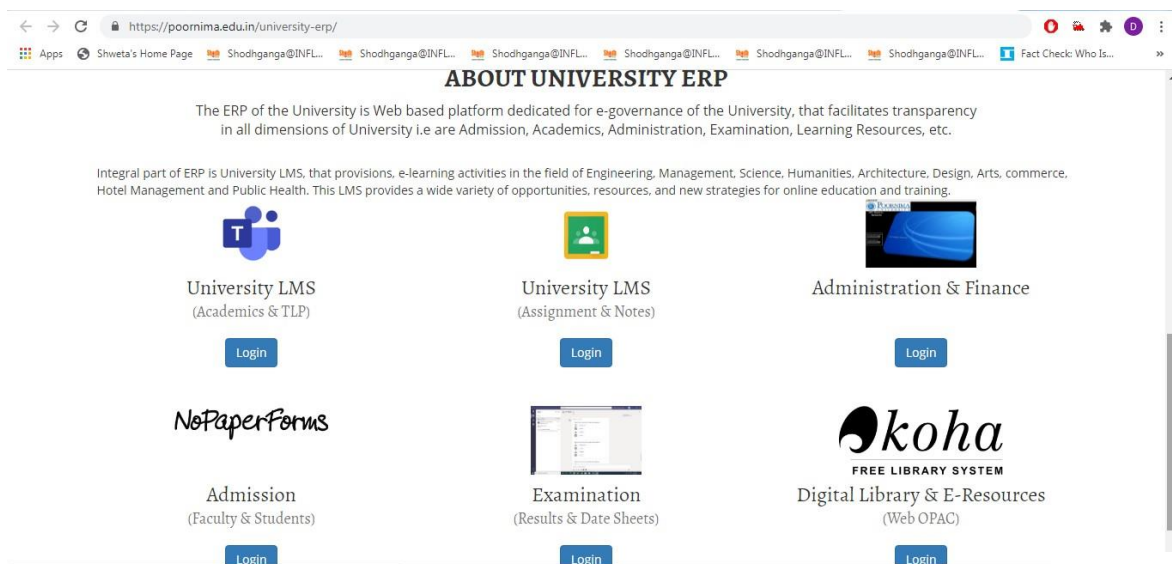 https://poornima.edu.in/university-erp/
D
Apps Shweta's Home Page Shodhganga@INFL... Shodhganga@INFL... Shodhganga@INFL... Shodhganga@INFL... Shodhganga@INFL... Shodhganga@INFL... Fact Check: Who Is... »
ABOUT UNIVERSITY ERP
The ERP of the University is Web based platform dedicated for e-governance of the University, that facilitates transparency
in all dimensions of University i.e are Admission, Academics, Administration, Examination, Learning Resources, etc.
Integral part of ERP is University LMS, that provisions, e-learning activities in the field of Engineering, Management, Science, Humanities, Architecture, Design, Arts, commerce,
Hotel Management and Public Health. This LMS provides a wide variety of opportunities, resources, and new strategies for online education and training.
T
POORNIMA
University LMS University LMS Administration & Finance
(Academics & TLP) (Assignment & Notes)
Login Login Login
NoPaperForms
koha
FREE LIBRARY SYSTEM
Admission Examination Digital Library & E-Resources
(Faculty & Students) (Results & Date Sheets) (Web OPAC)
Login Login Login